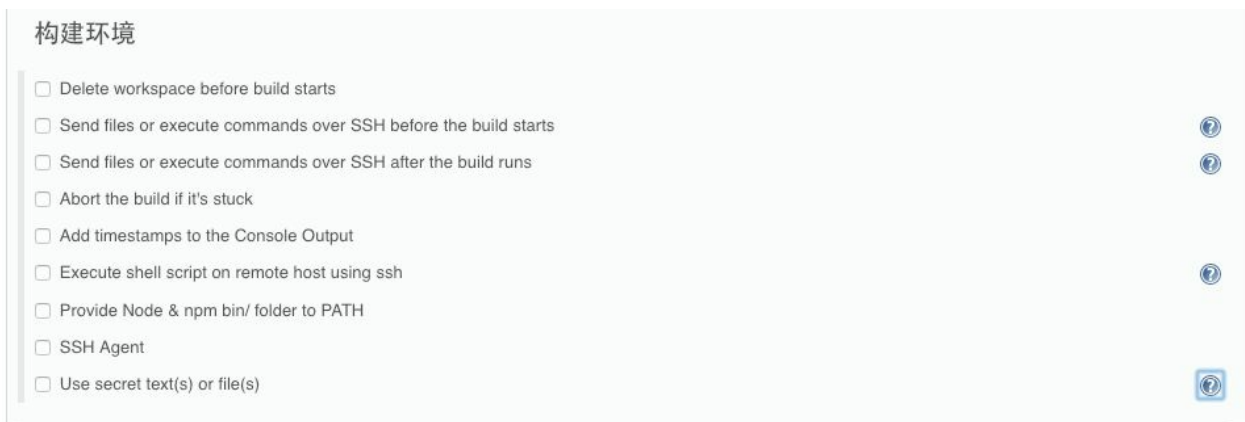 构建环境
Delete workspace before build starts
Send files or execute commands over SSH before the build starts
Send files or execute commands over SSH after the build runs
Abort the build if it's stuck
Add timestamps to the Console Output
Execute shell script on remote host using ssh
Provide Node & npm bin/ folder to PATH
SSH Agent
Use secret text(s) or file(s)